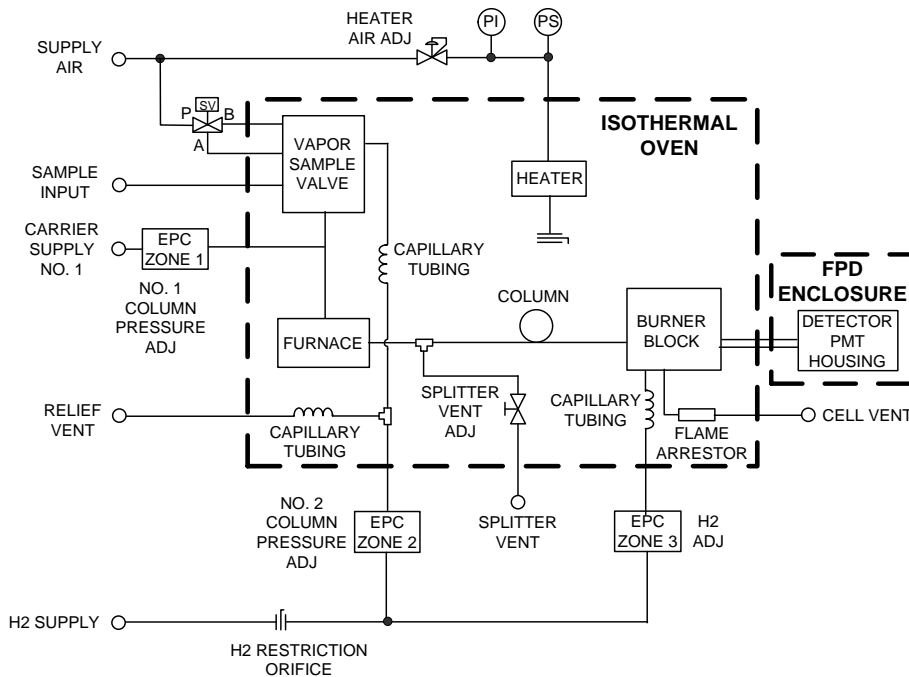 HEATER
AIR ADJ
PI
PS
SUPPLY
AIR
SV
P
B
A
ISOTHERMAL
OVEN
VAPOR
SAMPLE
VALVE
HEATER
SAMPLE
INPUT
CARRIER
SUPPLY
NO. 1
EPC
ZONE 1
CAPILLARY
TUBING
NO. 1
COLUMN
PRESSURE
ADJ
FPD
ENCLOSURE
COLUMN
BURNER
BLOCK
DETECTOR
PMT
HOUSING
FURNACE
SPLITTER
VENT
ADJ
CAPILLARY
TUBING
RELIEF
VENT
CAPILLARY
TUBING
FLAME
ARRESTOR
CELL VENT
NO. 2
COLUMN
PRESSURE
ADJ
EPC
ZONE 2
SPLITTER
VENT
EPC
ZONE 3
H2
ADJ
H2 SUPPLY
H2 RESTRICTION
ORIFICE